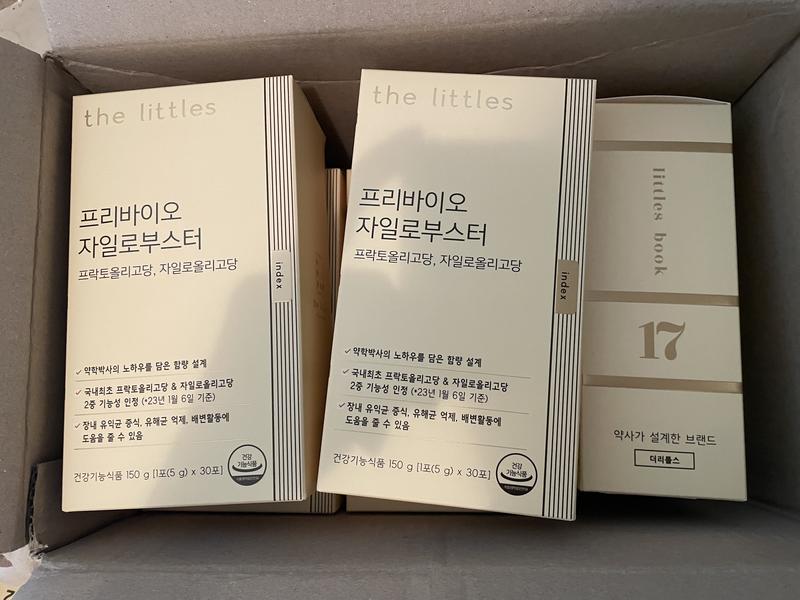 the littles
프리바이오
자일로부스터
프락토올리고당, 자일로올리고당
index
약학박사의 노하우를 담은 함량 설계
국내최초 프락토올리고당 & 자일로올리고당
2중 기능성 인정 (*23년 1월 6일 기준)
장내 유익균 증식, 유해균 억제, 배변활동에
도움을 줄 수 있음
건강기능식품 150 g [1포(5 g) x 30포]
건강
기능식품
the littles
프리바이오
자일로부스터
프락토올리고당, 자일로올리고당
index
약학박사의 노하우를 담은 함량 설계
국내최초 프락토올리고당 & 자일로올리고당
2중 기능성 인정 (*23년 1월 6일 기준)
장내 유익균 증식, 유해균 억제, 배변활동에
도움을 줄 수 있음
건강기능식품 150 g [1포(5 g) x 30포]
건강
기능식품
littles book
17
약사가 설계한 브랜드
더리틀스